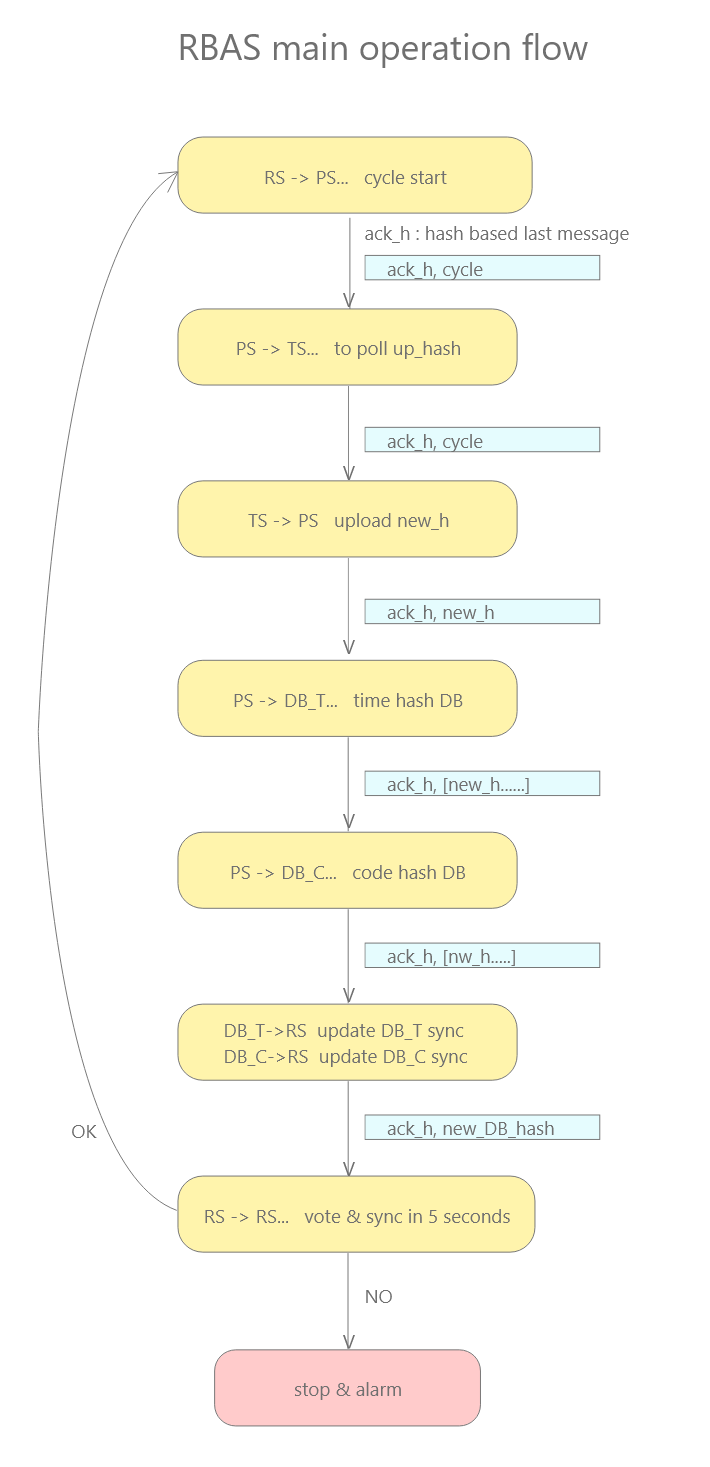 RBAS main operation flow
RS -> PS... cycle start
ack_h : hash based last message
ack_h, cycle
PS -> TS... to poll up_hash
ack_h, cycle
TS -> PS upload new_h
ack_h, new_h
PS -> DB_T... time hash DB
ack_h, [new_h......]
PS -> DB_C... code hash DB
ack_h, [nw_h.....]
DB_T->RS update DB_T sync
DB_C->RS update DB_C sync
ack_h, new_DB_hash
OK
RS -> RS... vote & sync in 5 seconds
NO
stop & alarm